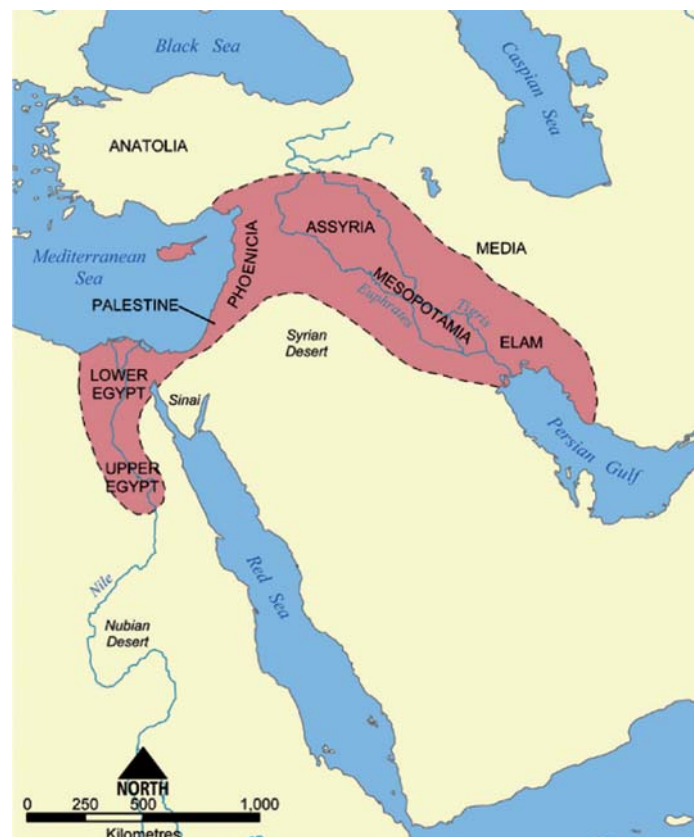 Black Sea
Caspian
Sea
ANATOLIA
ASSYRIA
MEDIA
PHOENICIA
Mediterranean
Sea
MESOPOTAMIA
Tigris
Euphrates
PALESTINE
ELAM
Syrian
Desert
LOWER
EGYPT
Sinai
Persian Gulf
UPPER
EGYPT
Red Sea
Nile
Nubian
Desert
NORTH
0 250 500 1,000
Kilometres